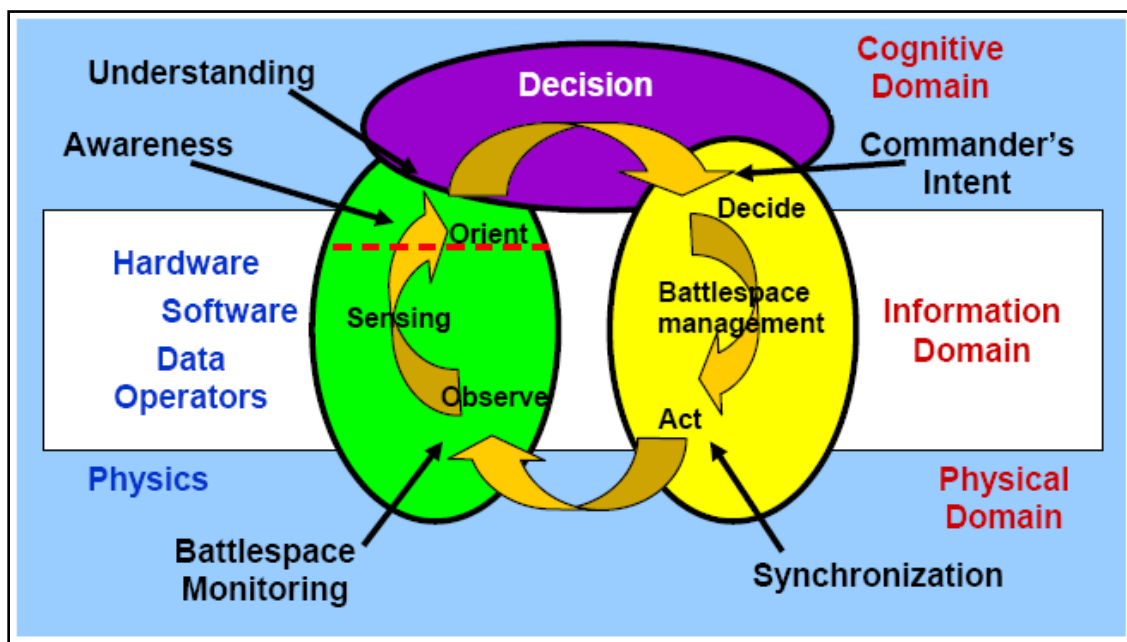 Understanding
Decision
Cognitive
Domain
Awareness
Commander's
Intent
Decide
Orient
Hardware
Software
Data
Operators
Sensing
Battlespace
management
Information
Domain
Observe
Act
Physics
Physical
Domain
Battlespace
Monitoring
Synchronization